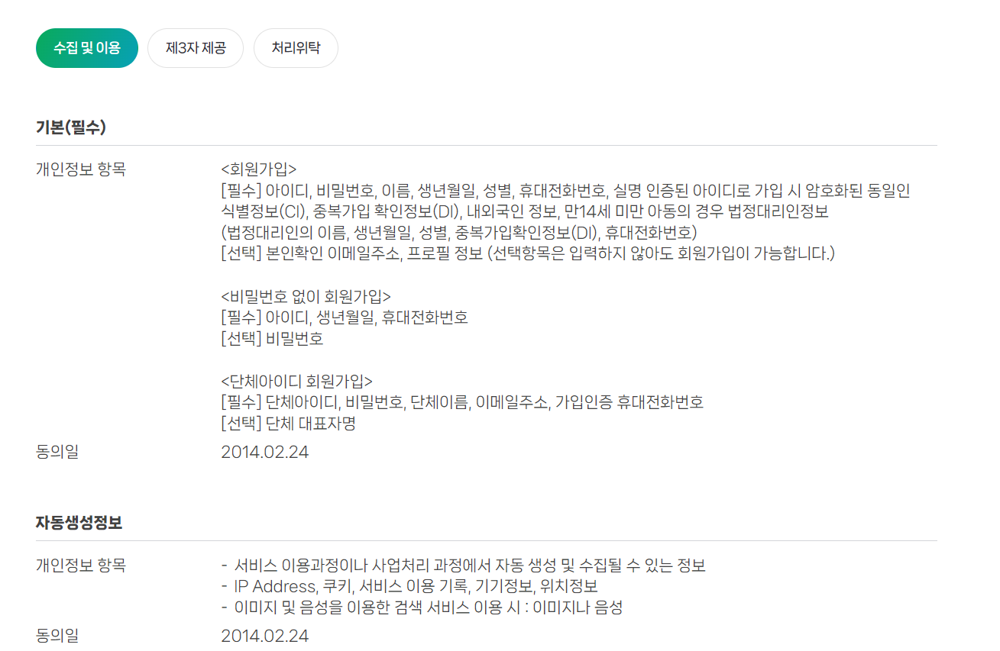 수집 및 이용
제3자 제공
처리위탁
기본(필수)
개인정보 항목
<회원가입>
[필수] 아이디, 비밀번호, 이름, 생년월일, 성별, 휴대전화번호, 실명 인증된 아이디로 가입 시 암호화된 동일인
식별정보(CI), 중복가입 확인정보(DI), 내외국인 정보, 만14세 미만 아동의 경우 법정대리인정보
(법정대리인의 이름, 생년월일, 성별, 중복가입확인정보(DI), 휴대전화번호)
[선택] 본인확인 이메일주소, 프로필 정보 (선택항목은 입력하지 않아도 회원가입이 가능합니다.)
<비밀번호 없이 회원가입>
[필수] 아이디, 생년월일, 휴대전화번호
[선택] 비밀번호
<단체아이디 회원가입>
[필수] 단체아이디, 비밀번호, 단체이름, 이메일주소, 가입인증 휴대전화번호
[선택] 단체 대표자명
동의일
2014.02.24
자동생성정보
개인정보 항목
- 서비스 이용과정이나 사업처리 과정에서 자동 생성 및 수집될 수 있는 정보
- IP Address, 쿠키, 서비스 이용 기록, 기기정보, 위치정보
- 이미지 및 음성을 이용한 검색 서비스 이용 시 : 이미지나 음성
동의일
2014.02.24